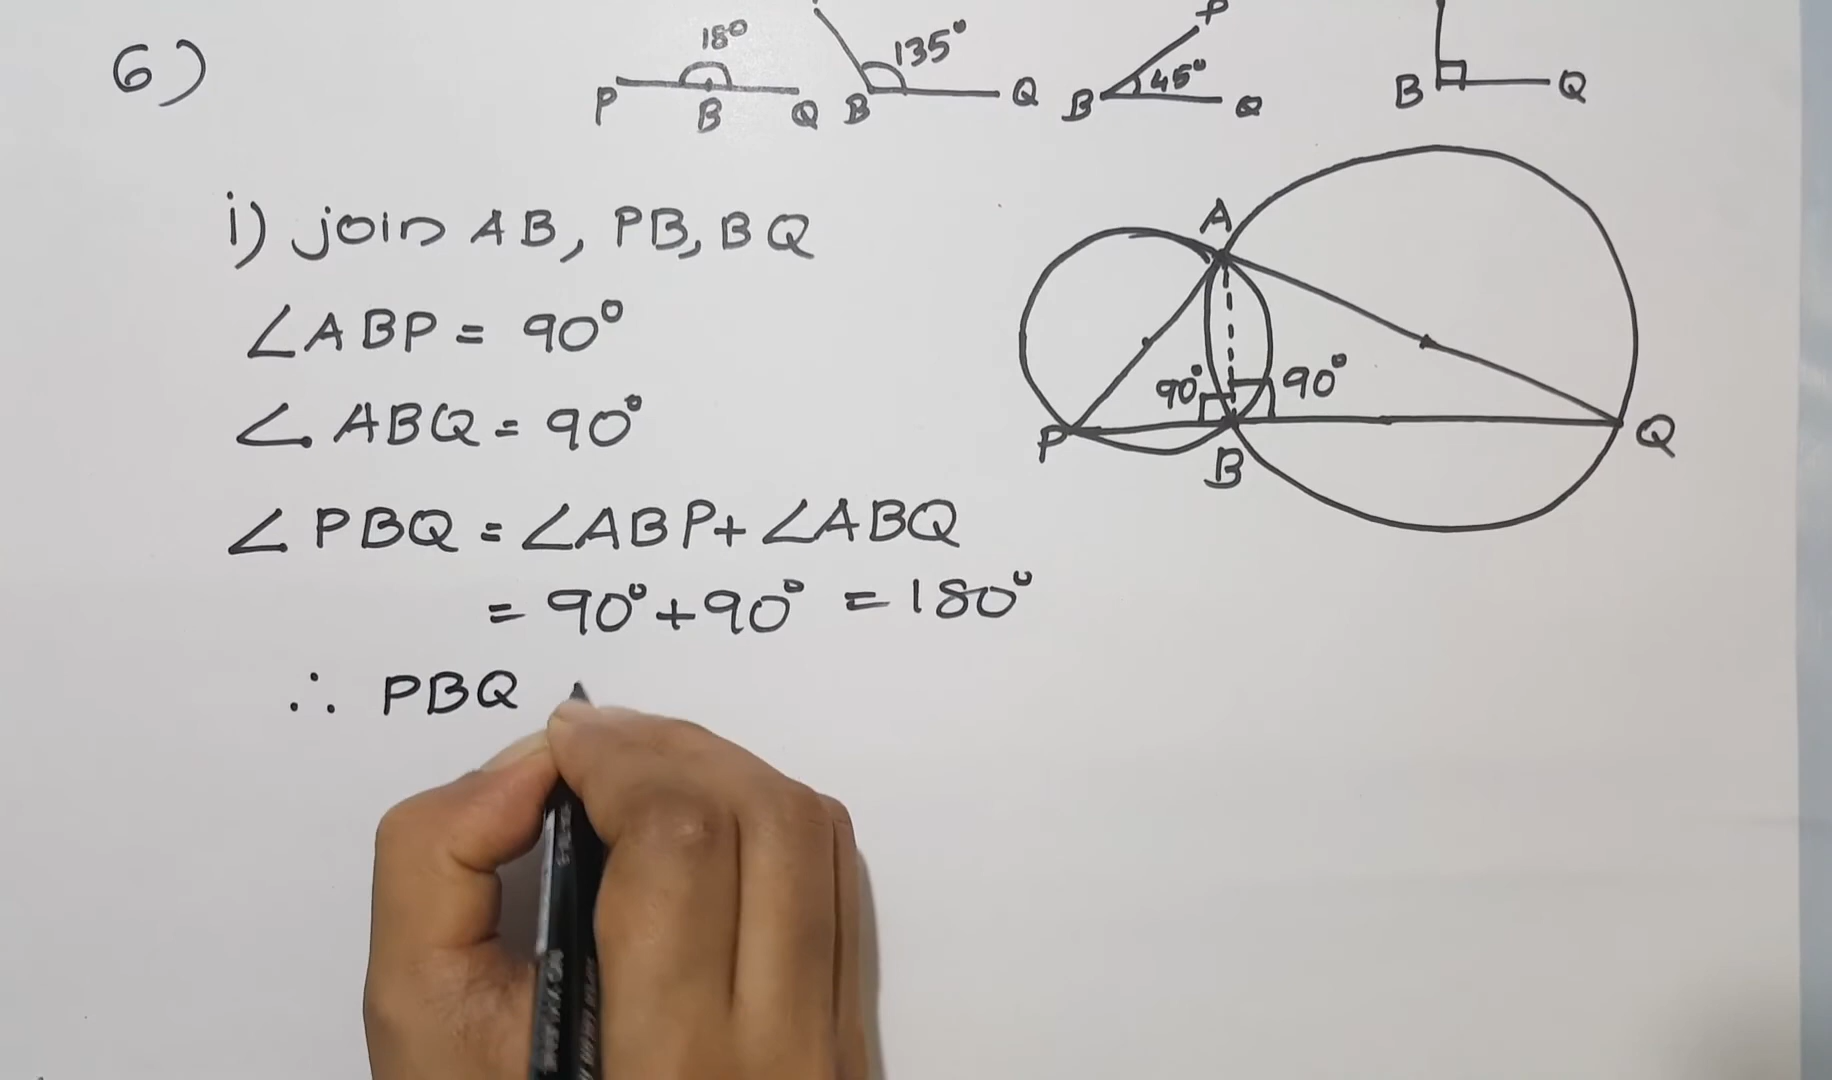 6)
180
P B Q
135°
B Q
P
45°
B Q
B Q
i) join AB, PB, BQ
∠ABP = 90°
∠ABQ = 90°
∠PBQ = ∠ABP + ∠ABQ
= 90° + 90° = 180°
∴ PBQ
A
90° 90°
P B Q